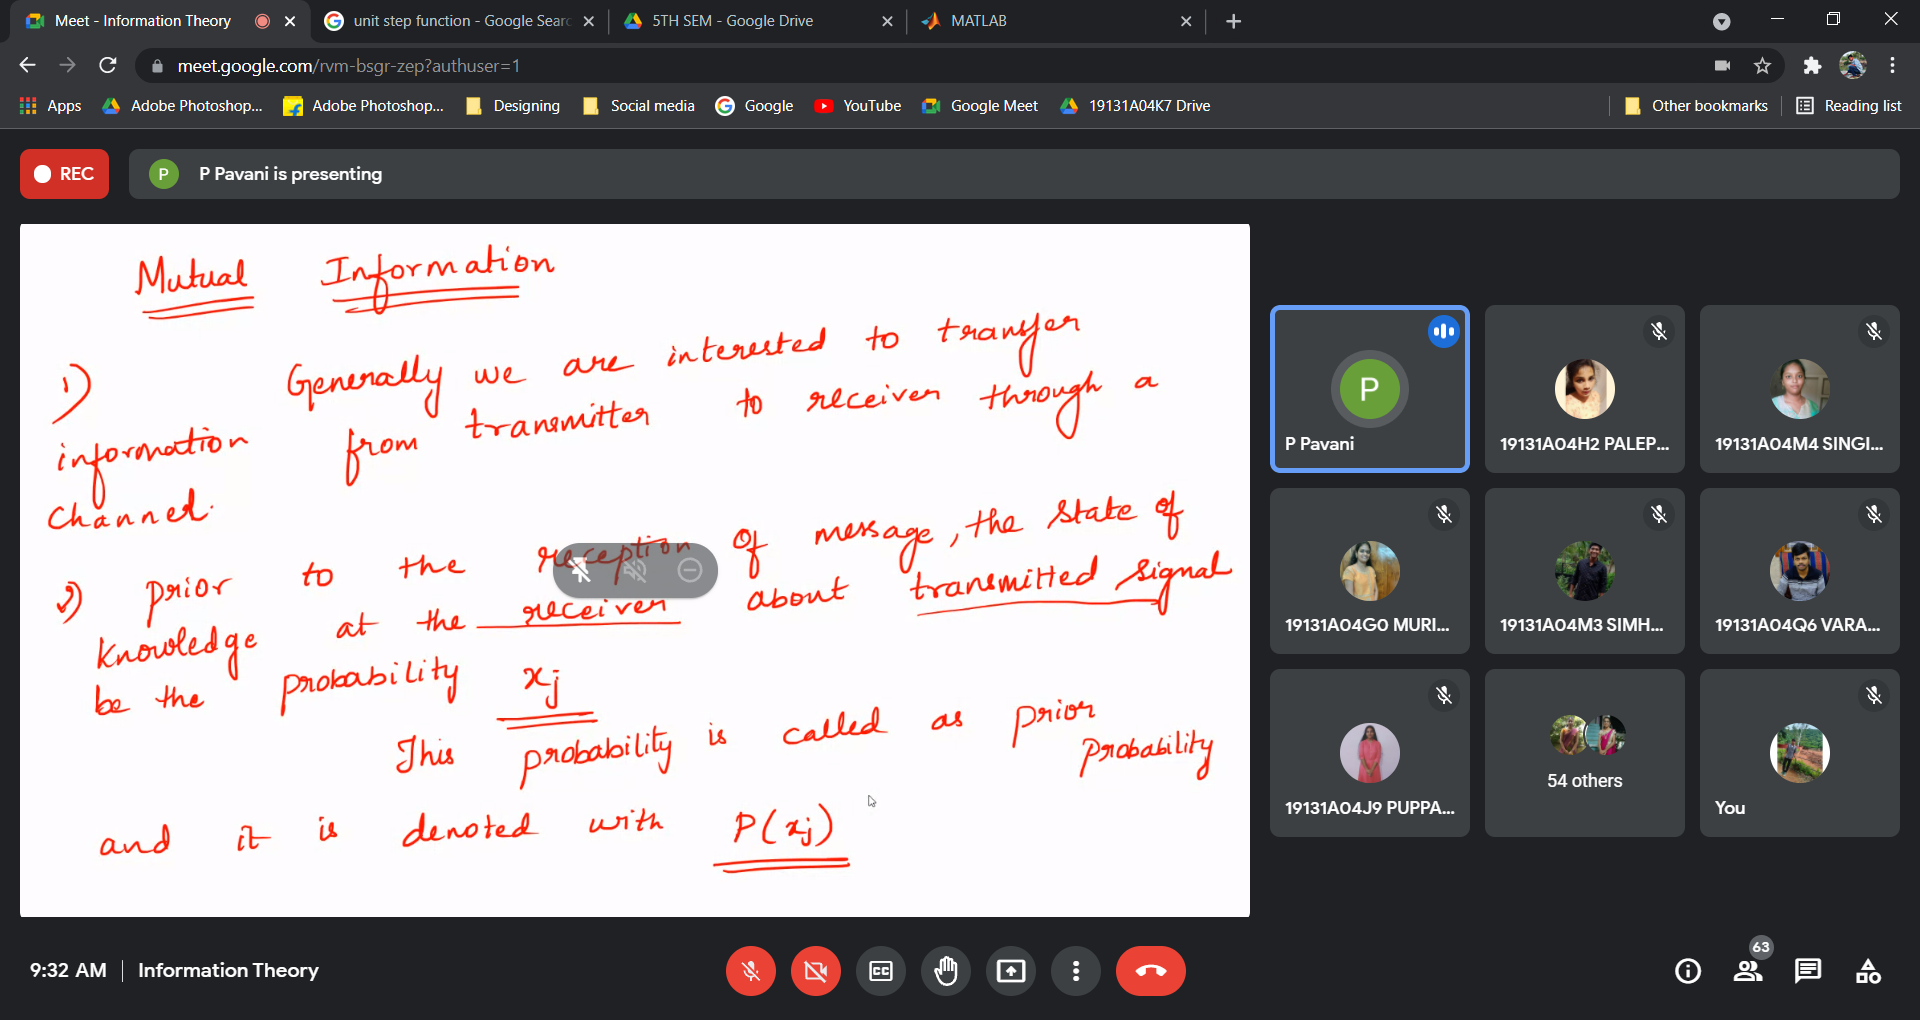 Meet - Information Theory
unit step function - Google Searc
5TH SEM - Google Drive
MATLAB
meet.google.com/rvm-bsgr-zep?authuser=1
Apps
Adobe Photoshop...
Adobe Photoshop...
Designing
Social media
Google
YouTube
Google Meet
19131A04K7 Drive
Other bookmarks
Reading list
REC
P
P Pavani is presenting
Mutual Information
1) Generally we are interested to transfer
information from transmitter to receiver through a
channel.
2) prior to the reception of message, the state of
knowledge at the receiver about transmitted signal
be the probability xj
This probability is called as prior
probability
and it is denoted with P(xj)
P
P Pavani
19131A04H2 PALEP...
19131A04M4 SINGI...
19131A04G0 MURI...
19131A04M3 SIMH...
19131A04Q6 VARA...
19131A04J9 PUPPA...
54 others
You
9:32 AM | Information Theory
CC
63